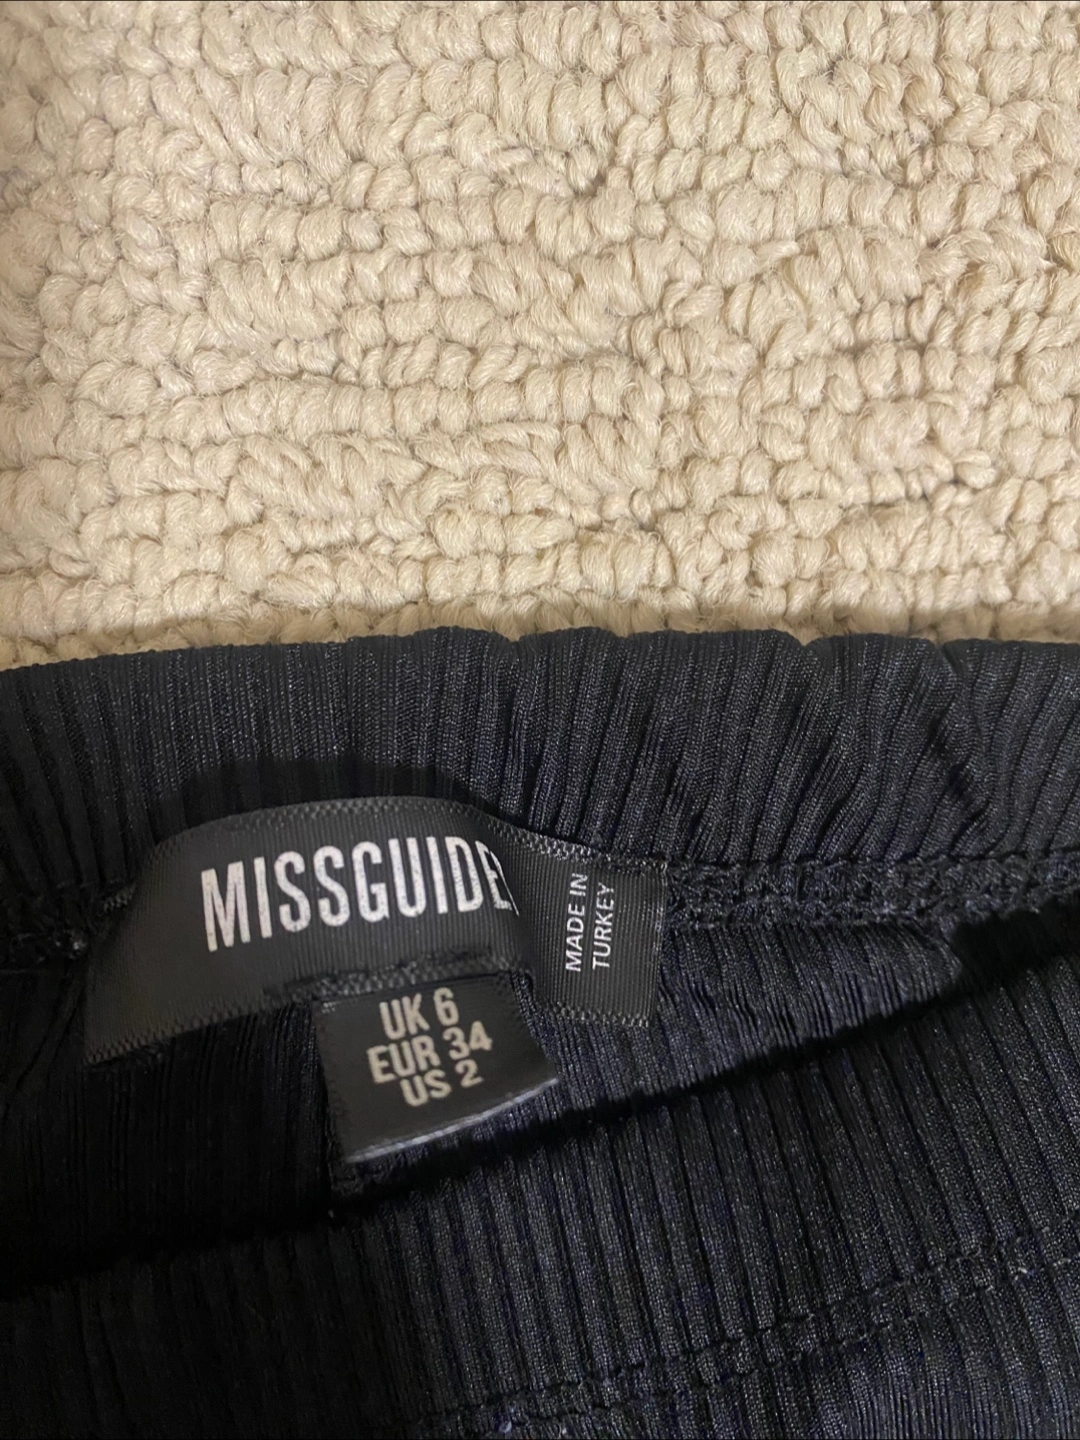 MISSGUIDE
MADE IN
TURKEY
UK 6
EUR 34
US 2